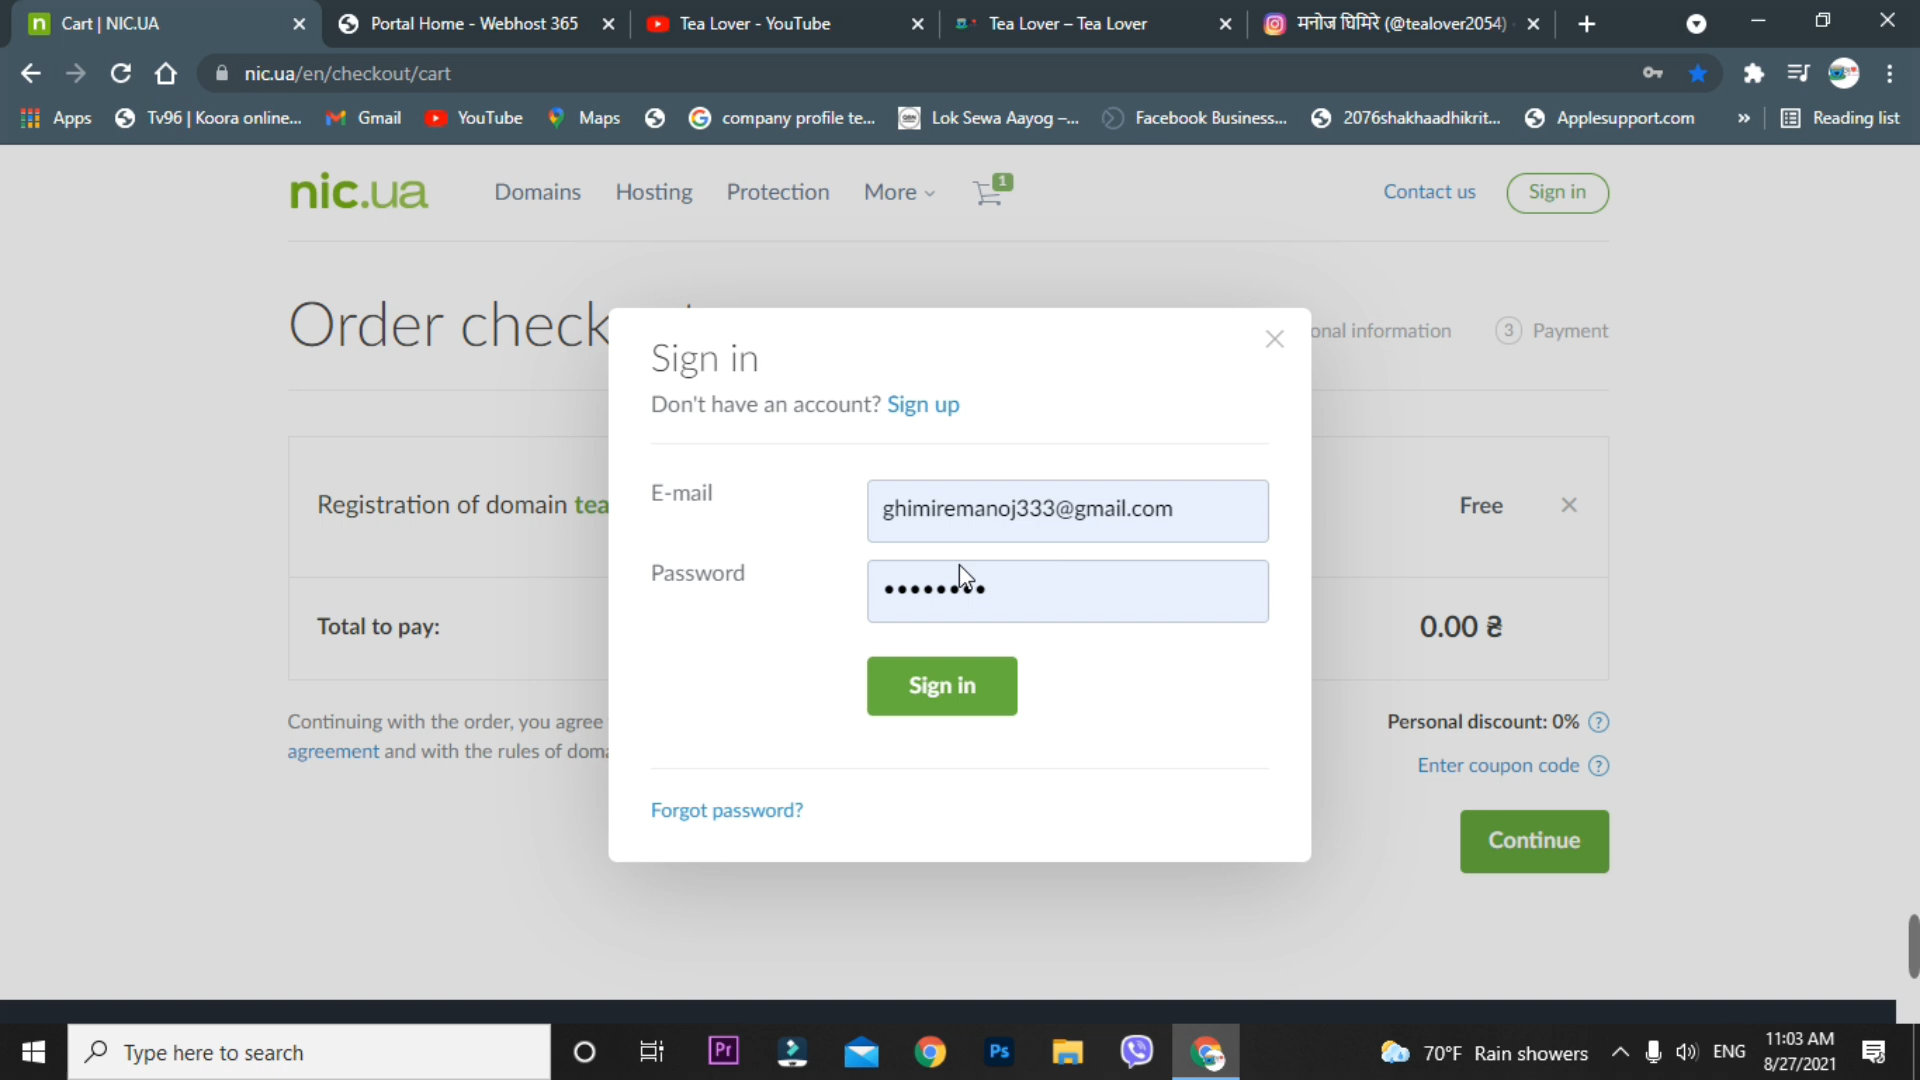 Cart | NIC.UA
Portal Home - Webhost 365
Tea Lover - YouTube
Tea Lover – Tea Lover
मनोज घिमिरे (@tealover2054)
nic.ua/en/checkout/cart
Apps
Tv96 | Koora online...
Gmail
YouTube
Maps
company profile te...
Lok Sewa Aayog –...
Facebook Business...
2076shakhaadhikrit...
Applesupport.com
»
Reading list
nic.ua
Domains
Hosting
Protection
More
1
Contact us
Sign in
Order check
onal information
3 Payment
Sign in
Don't have an account? Sign up
E-mail
ghimiremanoj333@gmail.com
Password
Sign in
Forgot password?
Registration of domain tea
Free
Total to pay:
0.00 ₴
Continuing with the order, you agree
agreement and with the rules of doma
Personal discount: 0% ?
Enter coupon code ?
Continue
Type here to search
Pr
Ps
70°F Rain showers
ENG
11:03 AM
8/27/2021